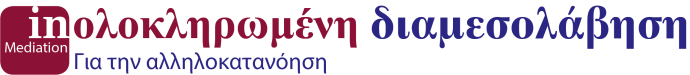 inολοκληρωμένη διαμεσολάβηση
Mediation
Για την αλληλοκατανόηση